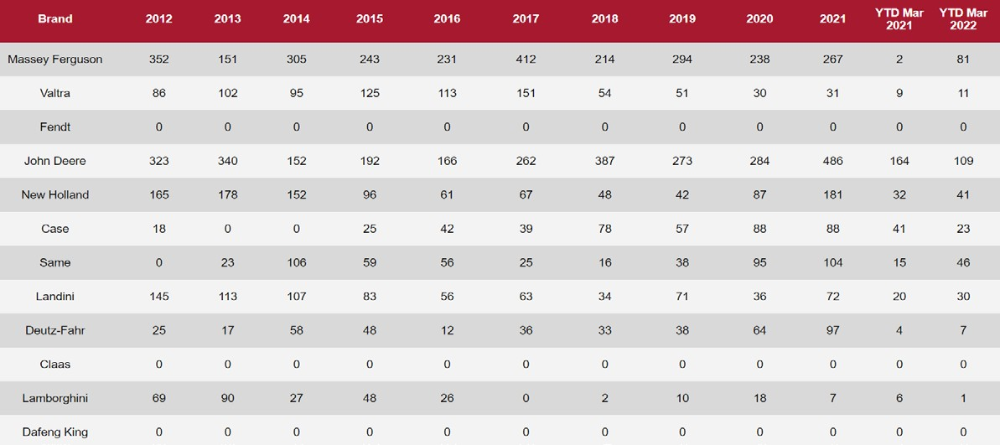 Brand 2012 2013 2014 2015 2016 2017 2018 2019 2020 2021 YTD Mar 2021 YTD Mar 2022
Massey Ferguson 352 151 305 243 231 412 214 294 238 267 2 81
Valtra 86 102 95 125 113 151 54 51 30 31 9 11
Fendt 0 0 0 0 0 0 0 0 0 0 0 0
John Deere 323 340 152 192 166 262 387 273 284 486 164 109
New Holland 165 178 152 96 61 67 48 42 87 181 32 41
Case 18 0 0 25 42 39 78 57 88 88 41 23
Same 0 23 106 59 56 25 16 38 95 104 15 46
Landini 145 113 107 83 56 63 34 71 36 72 20 30
Deutz-Fahr 25 17 58 48 12 36 33 38 64 97 4 7
Claas 0 0 0 0 0 0 0 0 0 0 0 0
Lamborghini 69 90 27 48 26 0 2 10 18 7 6 1
Dafeng King 0 0 0 0 0 0 0 0 0 0 0 0